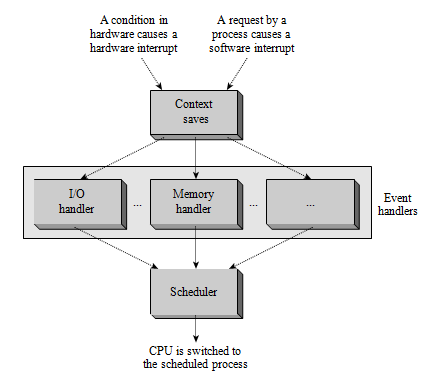 A condition in
hardware causes a
hardware interrupt
A request by a
process causes a
software interrupt
Context
saves
I/O
handler
...
Memory
handler
...
...
Event
handlers
Scheduler
CPU is switched to
the scheduled process